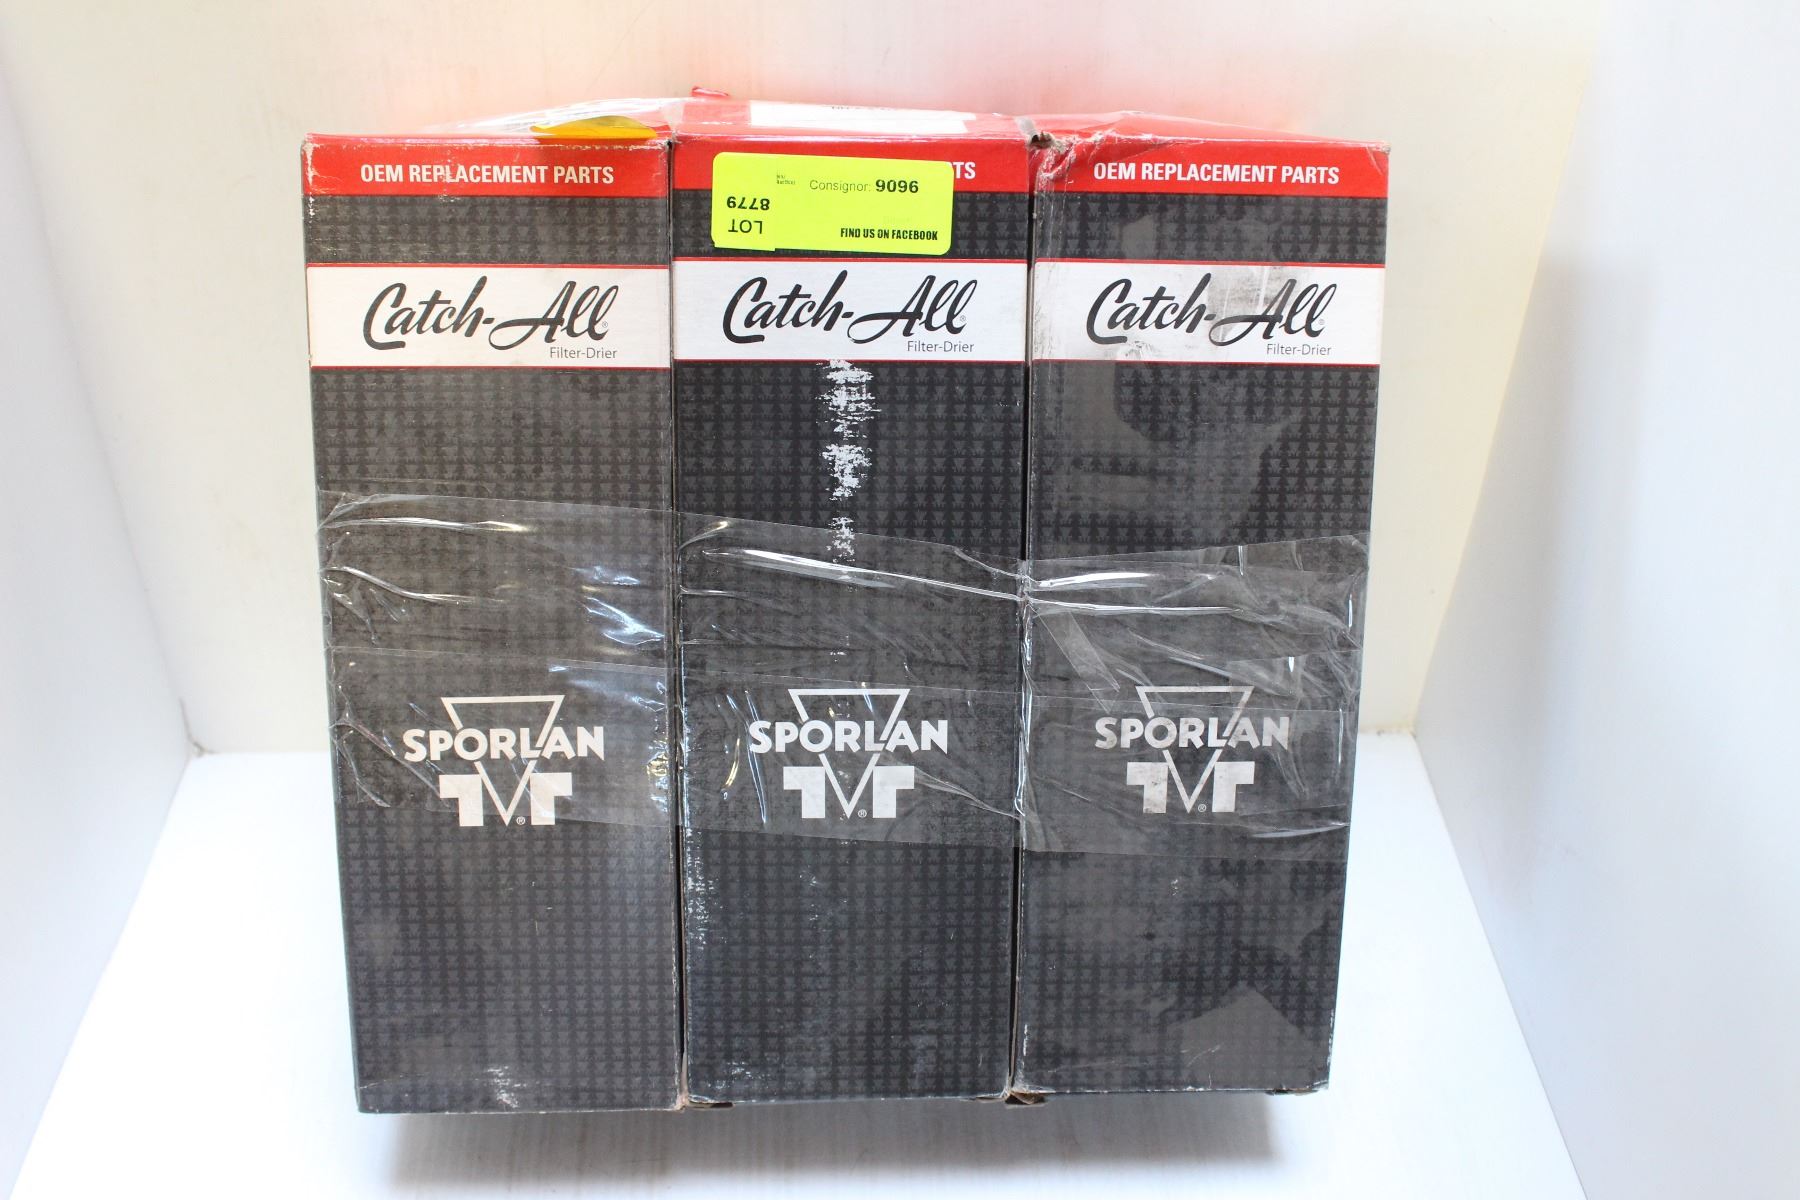 OEM REPLACEMENT PARTS
TS
OEM REPLACEMENT PARTS
Consignor: 9096
LOT
8779
FIND US ON FACEBOOK
Catch-All®
Filter-Drier
Catch-All®
Filter-Drier
Catch-All
Filter-Drier
SPORLAN
®
SPORLAN
®
SPORLAN
®